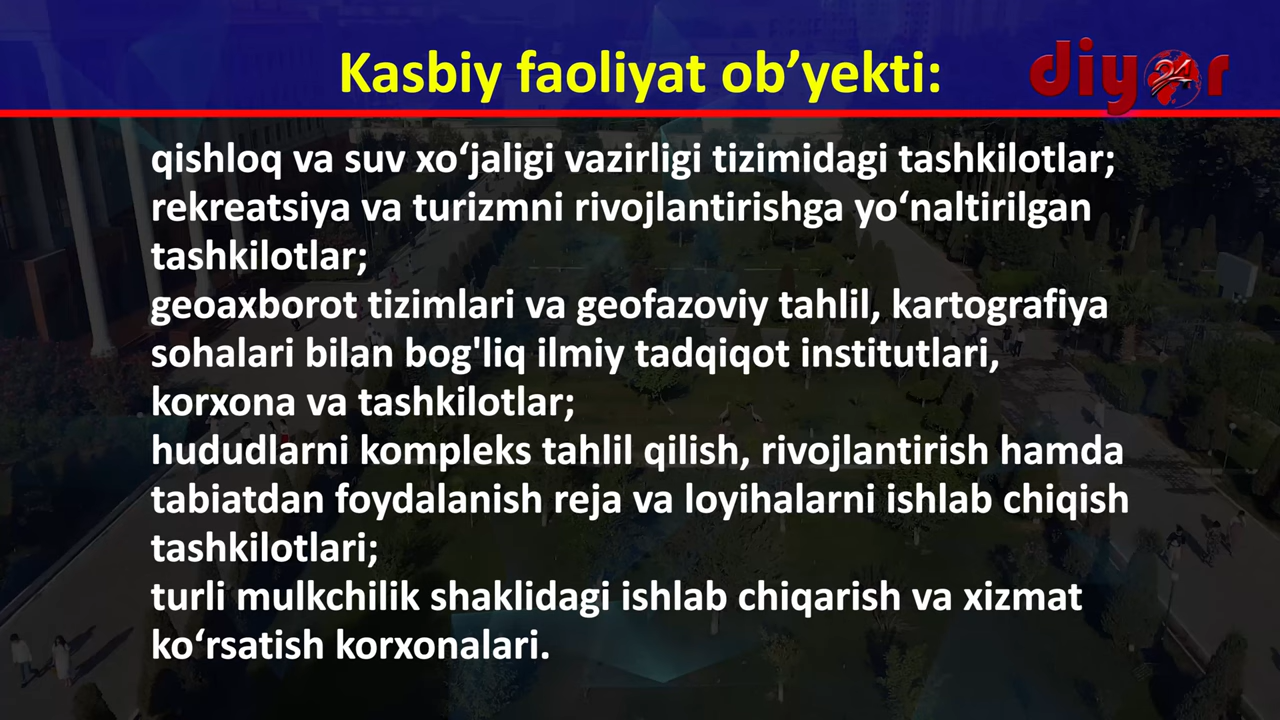 Kasbiy faoliyat ob’yekti:
diyor 24
qishloq va suv xo‘jaligi vazirligi tizimidagi tashkilotlar;
rekreatsiya va turizmni rivojlantirishga yo‘naltirilgan
tashkilotlar;
geoaxborot tizimlari va geofazoviy tahlil, kartografiya
sohalari bilan bog'liq ilmiy tadqiqot institutlari,
korxona va tashkilotlar;
hududlarni kompleks tahlil qilish, rivojlantirish hamda
tabiatdan foydalanish reja va loyihalarni ishlab chiqish
tashkilotlari;
turli mulkchilik shaklidagi ishlab chiqarish va xizmat
ko‘rsatish korxonalari.